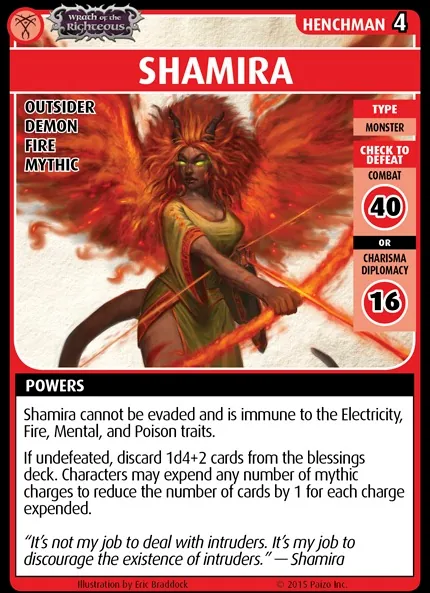 WRATH of the
RIGHTEOUS
HENCHMAN 4
SHAMIRA
OUTSIDER
DEMON
FIRE
MYTHIC
TYPE
MONSTER
CHECK TO
DEFEAT
COMBAT
40
OR
CHARISMA
DIPLOMACY
16
POWERS
Shamira cannot be evaded and is immune to the Electricity,
Fire, Mental, and Poison traits.
If undefeated, discard 1d4+2 cards from the blessings
deck. Characters may expend any number of mythic
charges to reduce the number of cards by 1 for each charge
expended.
“It’s not my job to deal with intruders. It’s my job to
discourage the existence of intruders.” — Shamira
Illustration by Eric Braddock
© 2015 Paizo Inc.